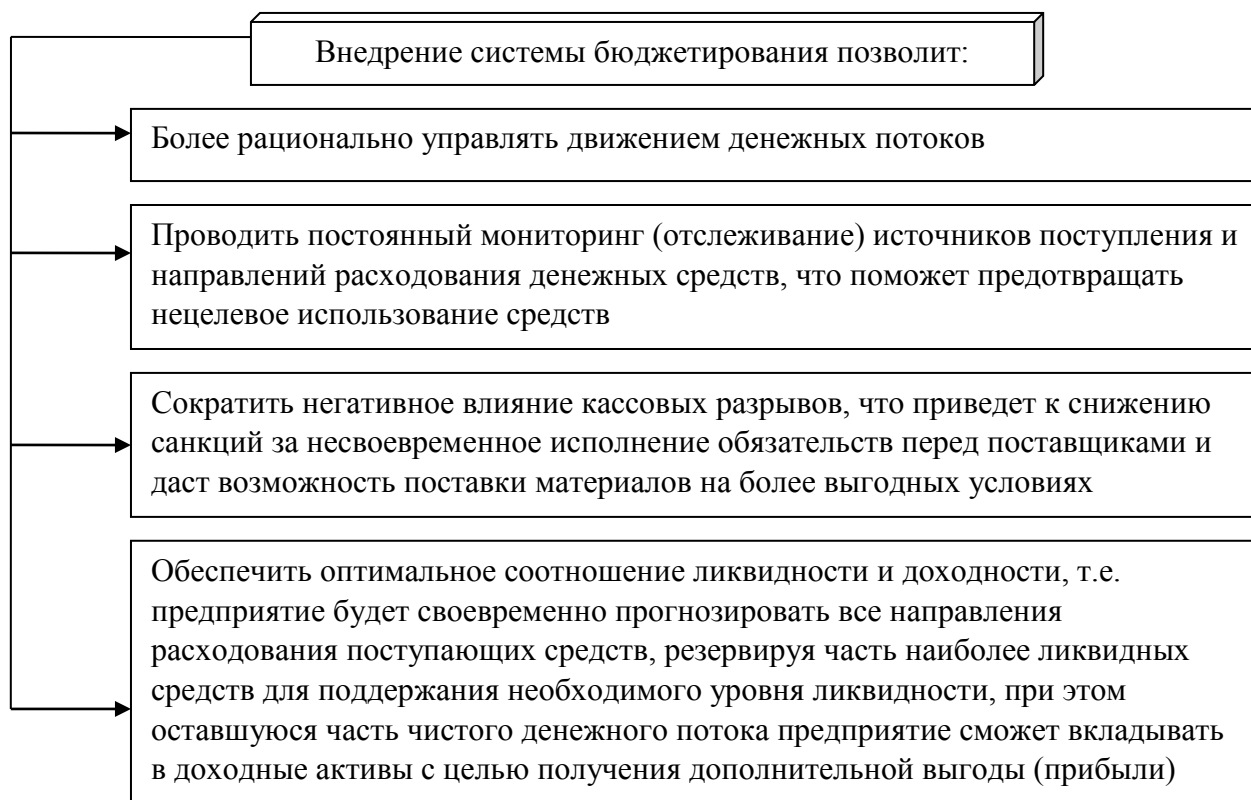 Внедрение системы бюджетирования позволит:
Более рационально управлять движением денежных потоков
Проводить постоянный мониторинг (отслеживание) источников поступления и
направлений расходования денежных средств, что поможет предотвращать
нецелевое использование средств
Сократить негативное влияние кассовых разрывов, что приведет к снижению
санкций за несвоевременное исполнение обязательств перед поставщиками и
даст возможность поставки материалов на более выгодных условиях
Обеспечить оптимальное соотношение ликвидности и доходности, т.е.
предприятие будет своевременно прогнозировать все направления
расходования поступающих средств, резервируя часть наиболее ликвидных
средств для поддержания необходимого уровня ликвидности, при этом
оставшуюся часть чистого денежного потока предприятие сможет вкладывать
в доходные активы с целью получения дополнительной выгоды (прибыли)